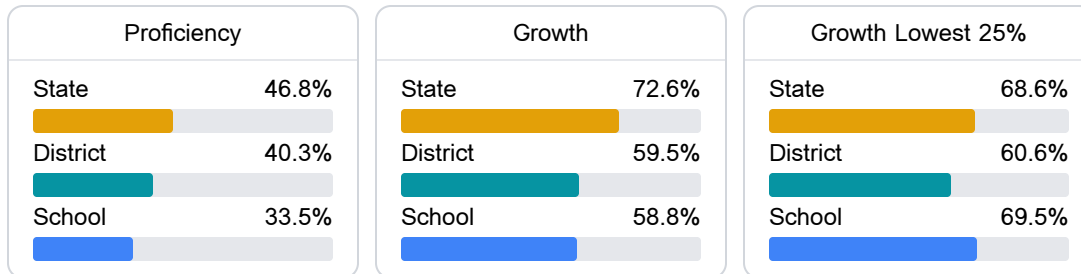 Proficiency
State 46.8%
District 40.3%
School 33.5%
Growth
State 72.6%
District 59.5%
School 58.8%
Growth Lowest 25%
State 68.6%
District 60.6%
School 69.5%